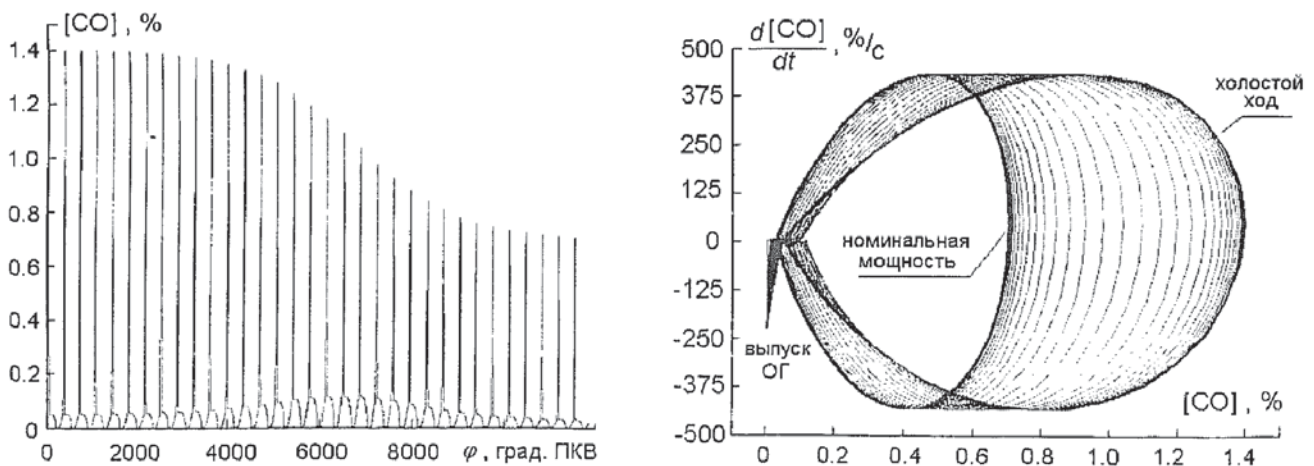 [CO] , %
1.4
1.2
1.0
0.8
0.6
0.4
0.2
0
0 2000 4000 6000 8000 φ, град. ПКВ
d[CO]
dt , %/с
500
375
250
125
0
-125
-250
-375
-500
холостой
ход
номинальная
мощность
выпуск
ОГ
[CO] , %
0 0.2 0.4 0.6 0.8 1.0 1.2 1.4